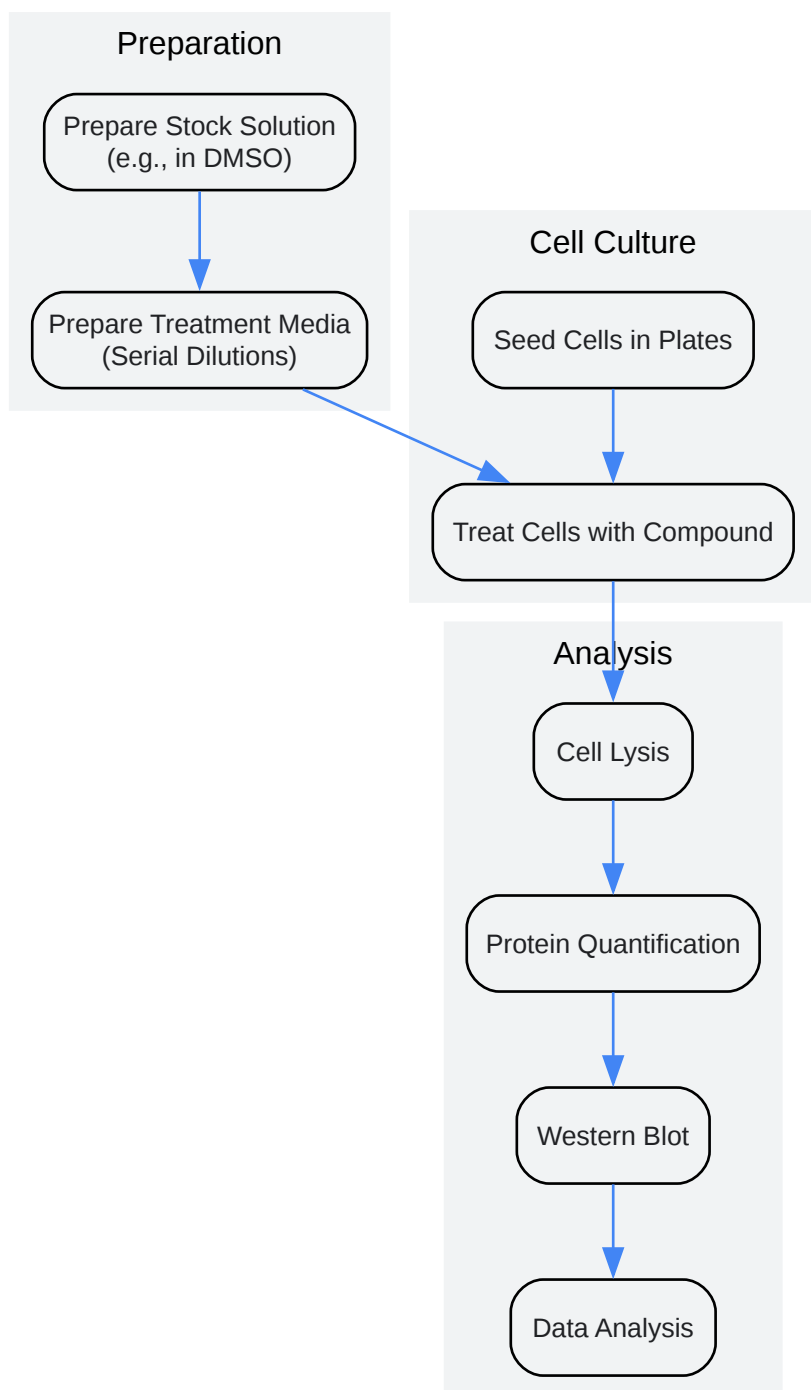 Preparation
Prepare Stock Solution
(e.g., in DMSO)
Prepare Treatment Media
(Serial Dilutions)
Cell Culture
Seed Cells in Plates
Treat Cells with Compound
Analysis
Cell Lysis
Protein Quantification
Western Blot
Data Analysis